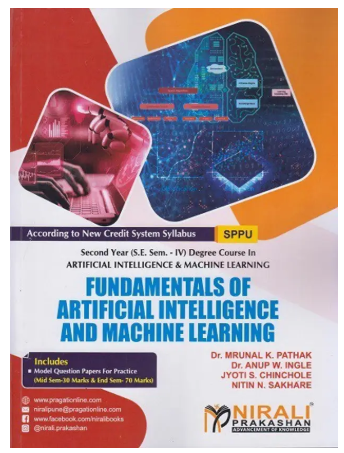 According to New Credit System Syllabus SPPU
Second Year (S.E. Sem. - IV) Degree Course In
ARTIFICIAL INTELLIGENCE & MACHINE LEARNING
FUNDAMENTALS OF
ARTIFICIAL INTELLIGENCE
AND MACHINE LEARNING
Dr. MRUNAL K. PATHAK
Dr. ANUP W. INGLE
JYOTI S. CHINCHOLE
NITIN N. SAKHARE
Includes
• Model Question Papers For Practice
(Mid Sem-30 Marks & End Sem- 70 Marks)
www.pragationline.com
niralipune@pragationline.com
www.facebook.com/niralibooks
@nirali.prakashan
NIRALI
PRAKASHAN
ADVANCEMENT OF KNOWLEDGE